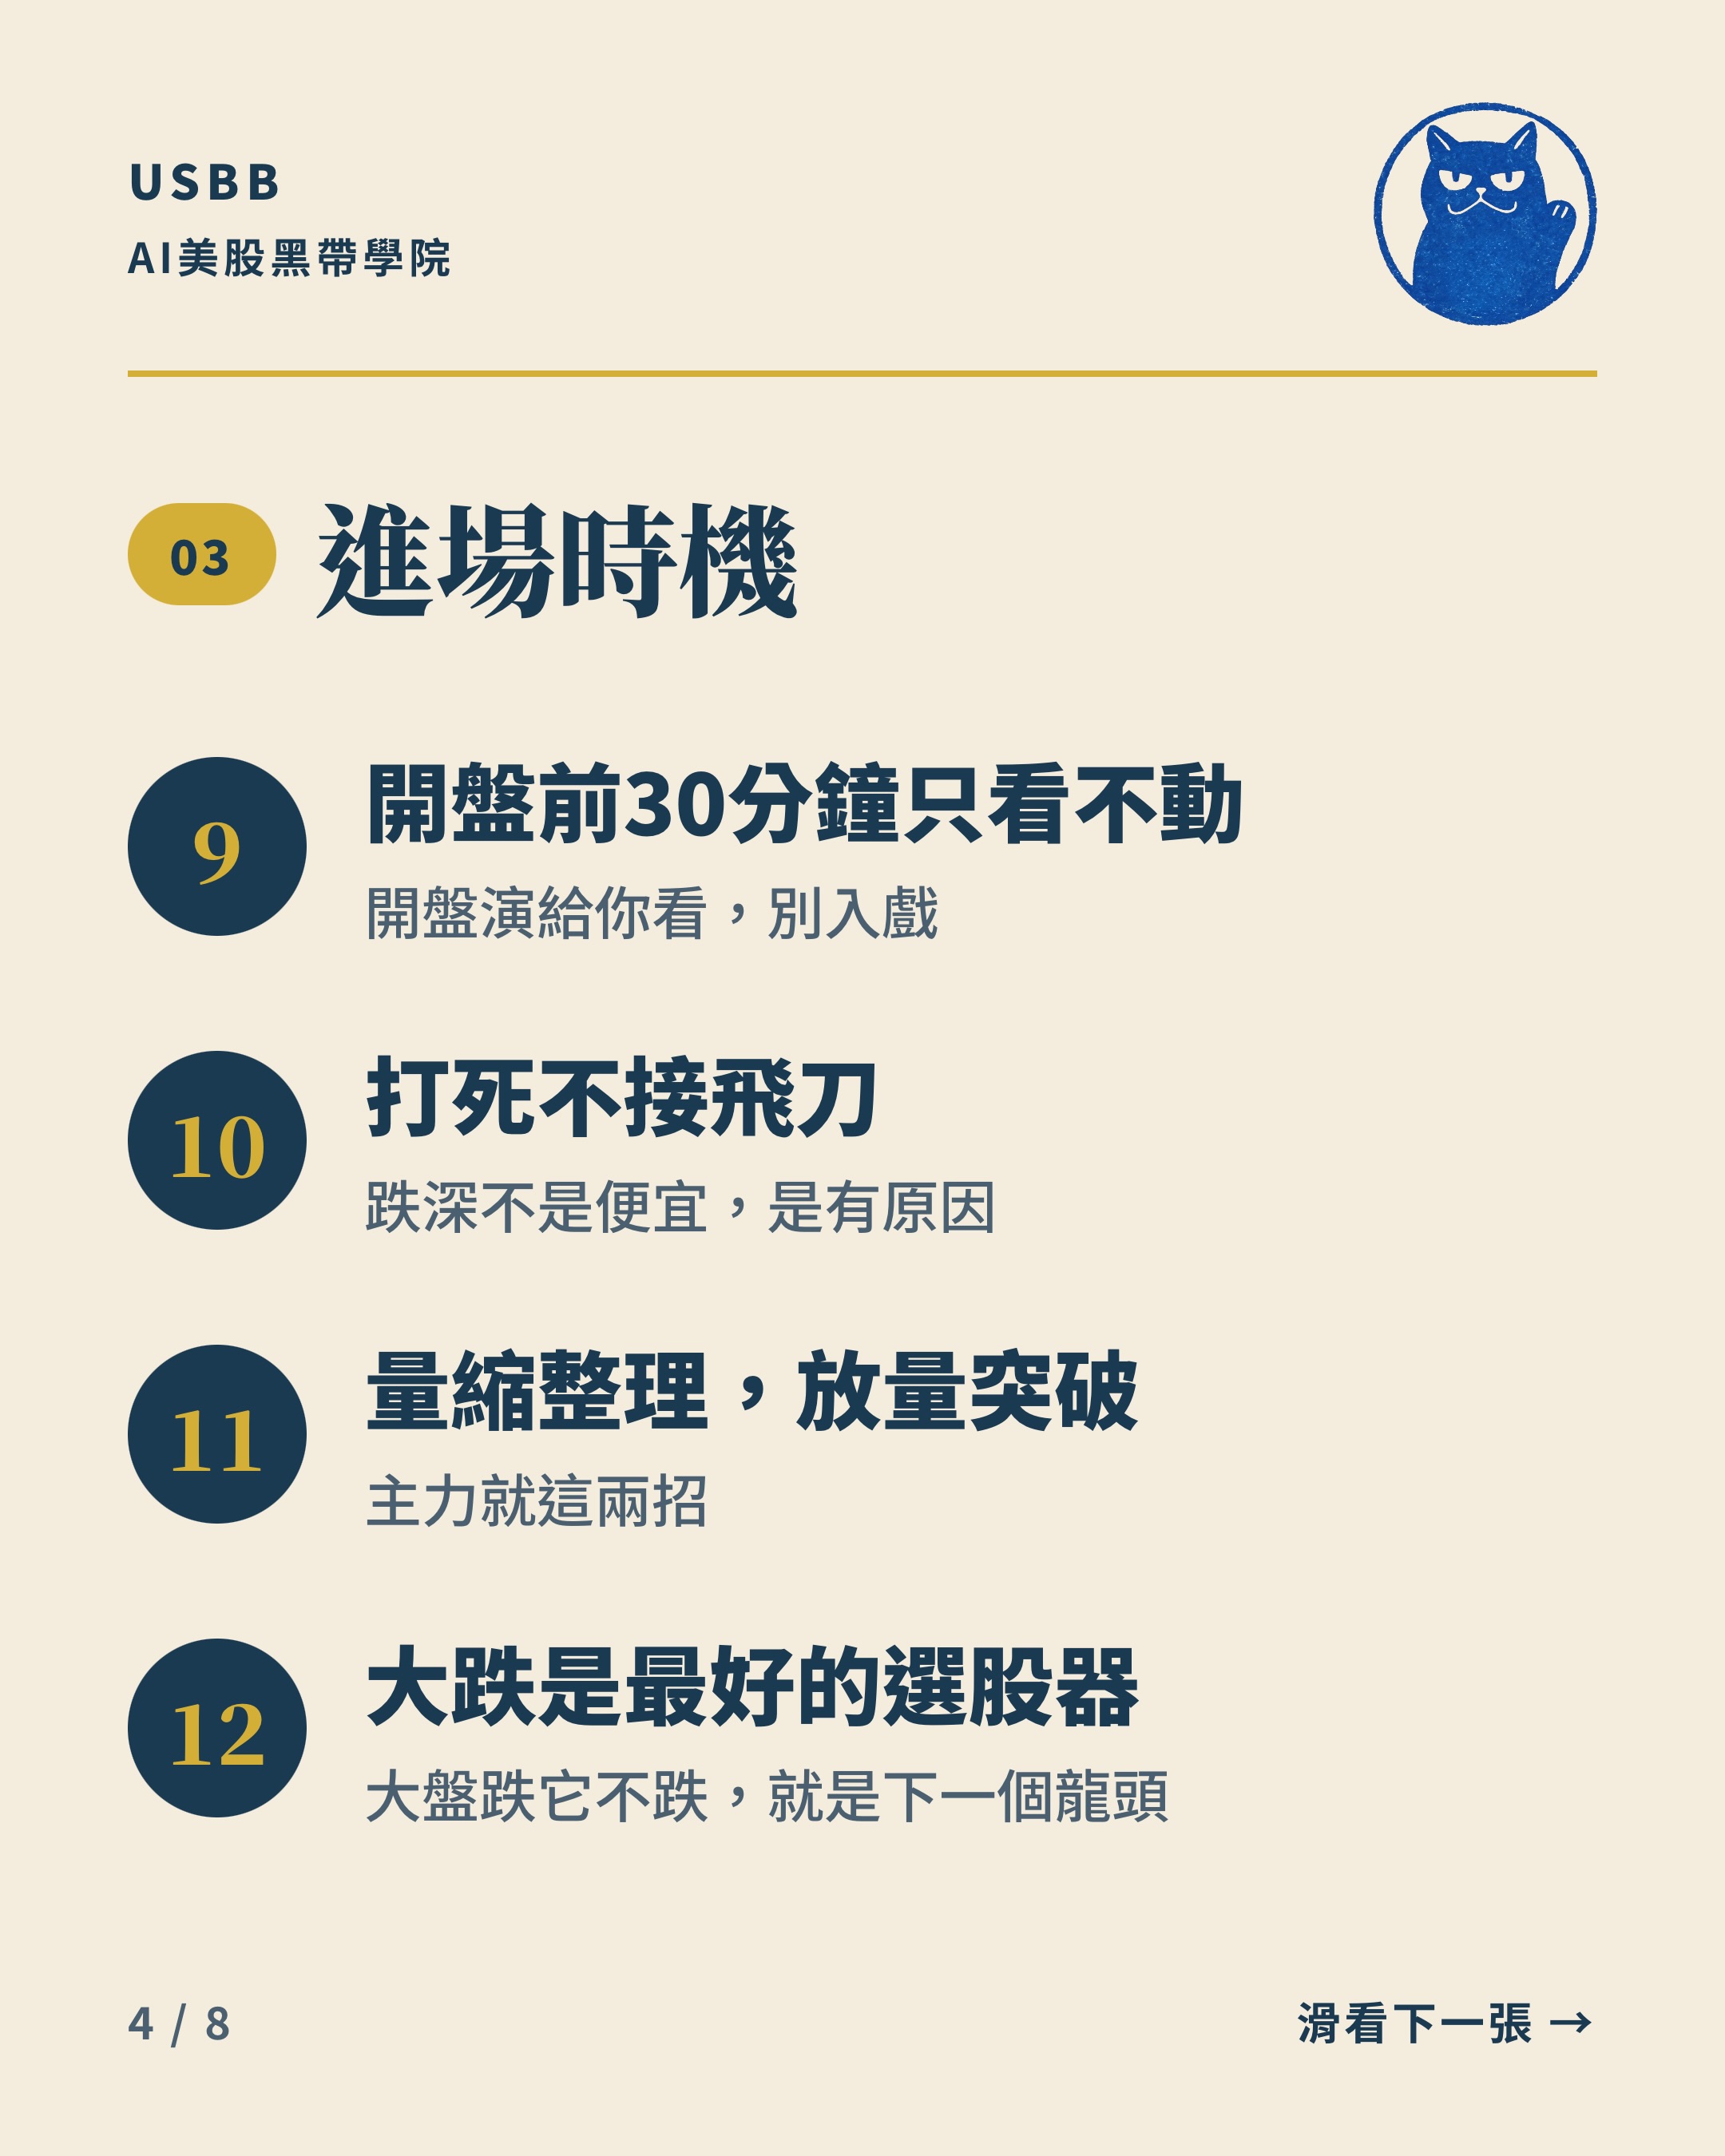 USBB
AI美股黑帶學院
03 進場時機
9 開盤前30分鐘只看不動
開盤演給你看，別入戲
10 打死不接飛刀
跌深不是便宜，是有原因
11 量縮整理，放量突破
主力就這兩招
12 大跌是最好的選股器
大盤跌它不跌，就是下一個龍頭
4 / 8 滑看下一張 →